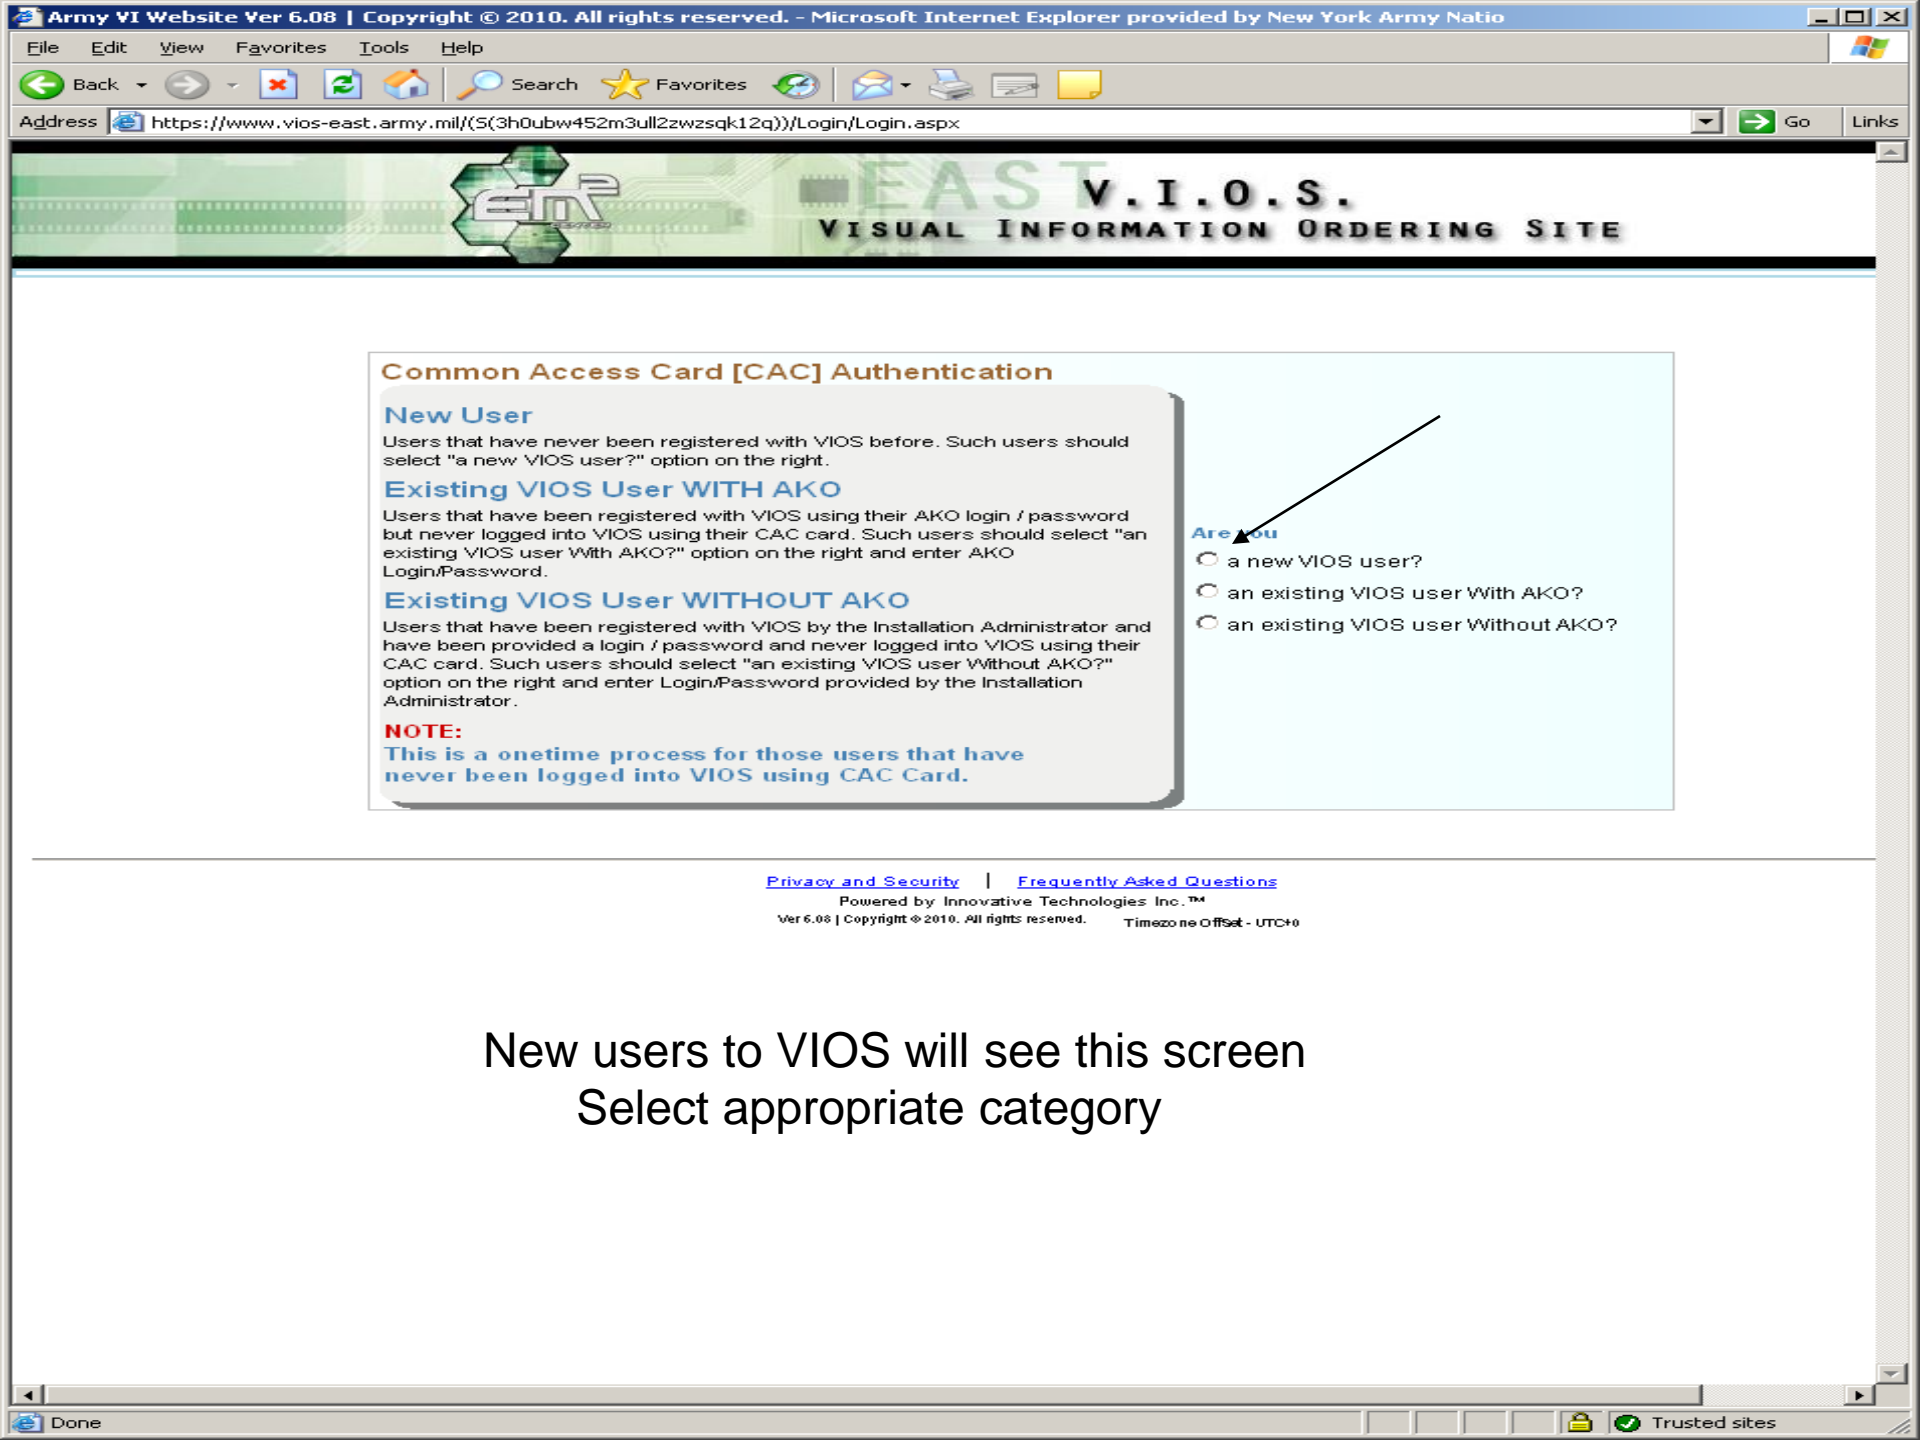 Army VI Website Ver 6.08 | Copyright © 2010. All rights reserved. - Microsoft Internet Explorer provided by New York Army Natio
File Edit View Favorites Tools Help
Back Search Favorites
Address https://www.vios-east.army.mil/(S(3h0ubw452m3ull2zwzsqk12q))/Login/Login.aspx Go Links
EM2 EAST V.I.O.S.
VISUAL INFORMATION ORDERING SITE
Common Access Card [CAC] Authentication
New User
Users that have never been registered with VIOS before. Such users should
select "a new VIOS user?" option on the right.
Existing VIOS User WITH AKO
Users that have been registered with VIOS using their AKO login / password
but never logged into VIOS using their CAC card. Such users should select "an
existing VIOS user With AKO?" option on the right and enter AKO
Login/Password.
Existing VIOS User WITHOUT AKO
Users that have been registered with VIOS by the Installation Administrator and
have been provided a login / password and never logged into VIOS using their
CAC card. Such users should select "an existing VIOS user Without AKO?"
option on the right and enter Login/Password provided by the Installation
Administrator.
NOTE:
This is a onetime process for those users that have
never been logged into VIOS using CAC Card.
Are you
a new VIOS user?
an existing VIOS user With AKO?
an existing VIOS user Without AKO?
Privacy and Security | Frequently Asked Questions
Powered by Innovative Technologies Inc.™
Ver 6.08 | Copyright © 2010. All rights reserved. Timezone OffSet - UTC+0
New users to VIOS will see this screen
Select appropriate category
Done Trusted sites